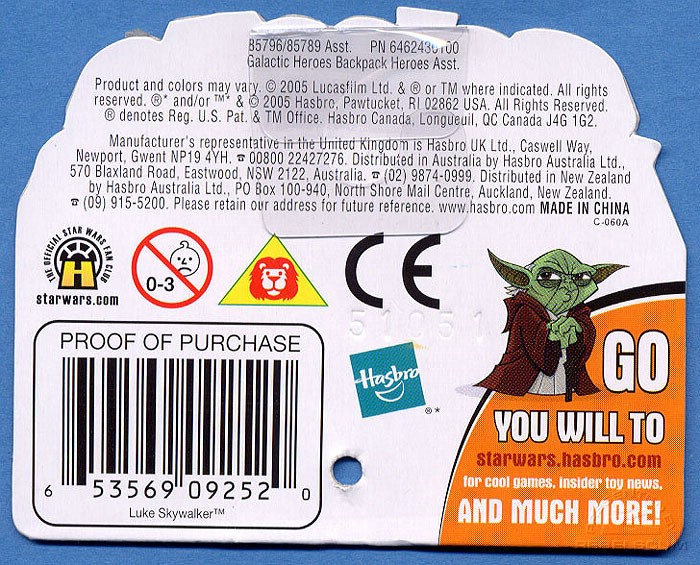 85796/85789 Asst. PN 6462430100
Galactic Heroes Backpack Heroes Asst.
Product and colors may vary. © 2005 Lucasfilm Ltd. & ® or TM where indicated. All rights
reserved. ®* and/or ™* & © 2005 Hasbro, Pawtucket, RI 02862 USA. All Rights Reserved.
® denotes Reg. U.S. Pat. & TM Office. Hasbro Canada, Longueuil, QC Canada J4G 1G2.
Manufacturer's representative in the United Kingdom is Hasbro UK Ltd., Caswell Way,
Newport, Gwent NP19 4YH. ☎ 00800 22427276. Distributed in Australia by Hasbro Australia Ltd.,
570 Blaxland Road, Eastwood, NSW 2122, Australia. ☎ (02) 9874-0999. Distributed in New Zealand
by Hasbro Australia Ltd., PO Box 100-940, North Shore Mail Centre, Auckland, New Zealand.
☎ (09) 915-5200. Please retain our address for future reference. www.hasbro.com MADE IN CHINA
C-060A
THE OFFICIAL STAR WARS FAN CLUB
H
starwars.com
0-3
CE
51051
PROOF OF PURCHASE
6 53569 09252 0
Luke Skywalker™
Hasbro
®*
GO
YOU WILL TO
starwars.hasbro.com
for cool games, insider toy news,
AND MUCH MORE!
REBELSCUM